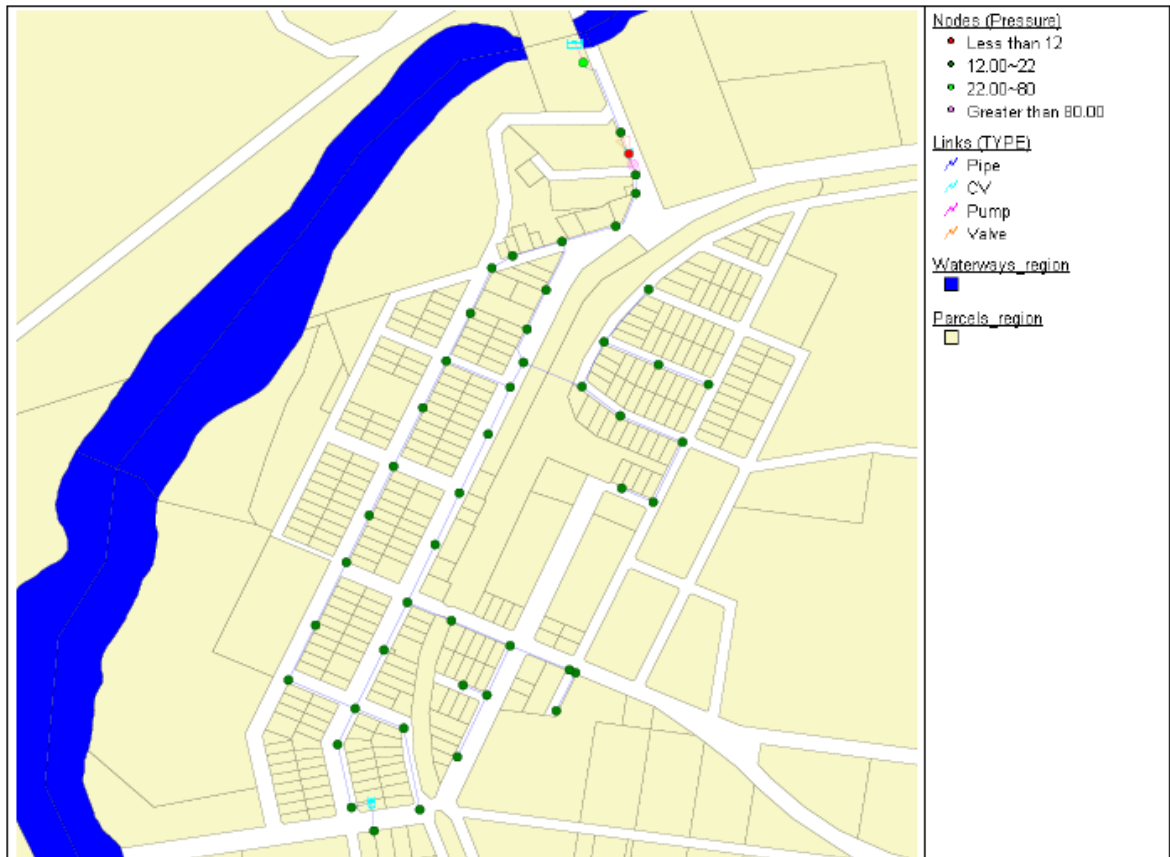 Nodes (Pressure)
Less than 12
12.00~22
22.00~80
Greater than 80.00
Links (TYPE)
Pipe
CV
Pump
Valve
Waterways_region
Parcels_region